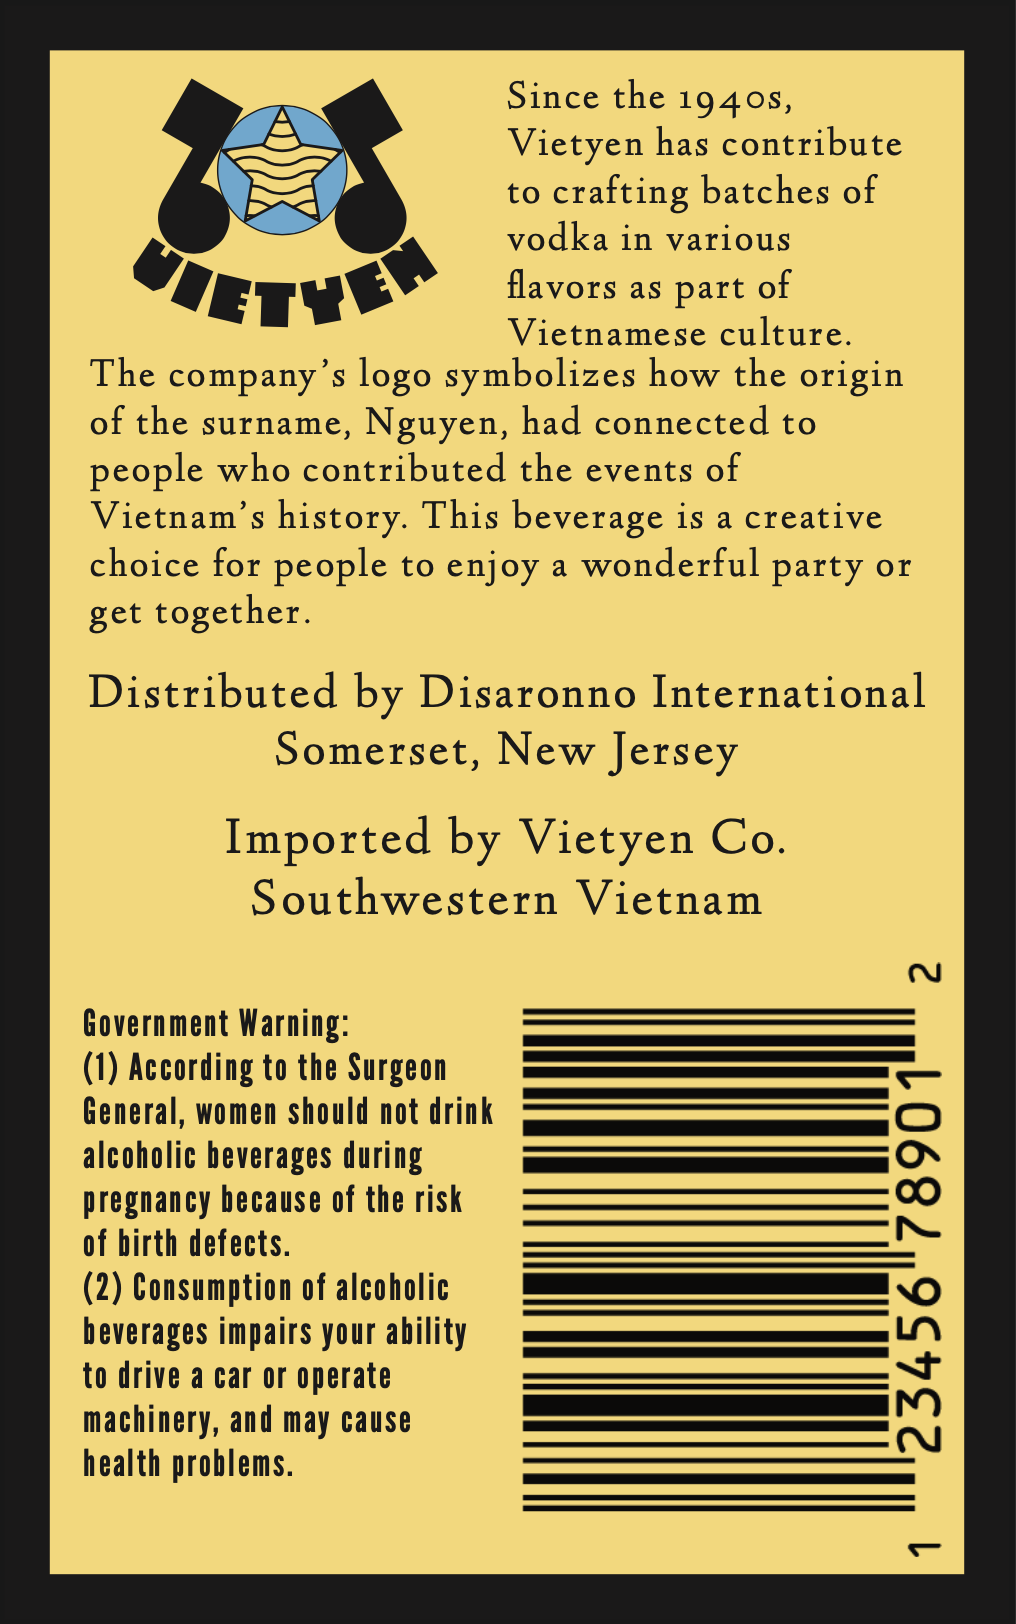 VIETYEN
Since the 1940s,
Vietyen has contribute
to crafting batches of
vodka in various
flavors as part of
Vietnamese culture.
The company’s logo symbolizes how the origin
of the surname, Nguyen, had connected to
people who contributed the events of
Vietnam’s history. This beverage is a creative
choice for people to enjoy a wonderful party or
get together.
Distributed by Disaronno International
Somerset, New Jersey
Imported by Vietyen Co.
Southwestern Vietnam
Government Warning:
(1) According to the Surgeon
General, women should not drink
alcoholic beverages during
pregnancy because of the risk
of birth defects.
(2) Consumption of alcoholic
beverages impairs your ability
to drive a car or operate
machinery, and may cause
health problems.
1 23456 78901 2